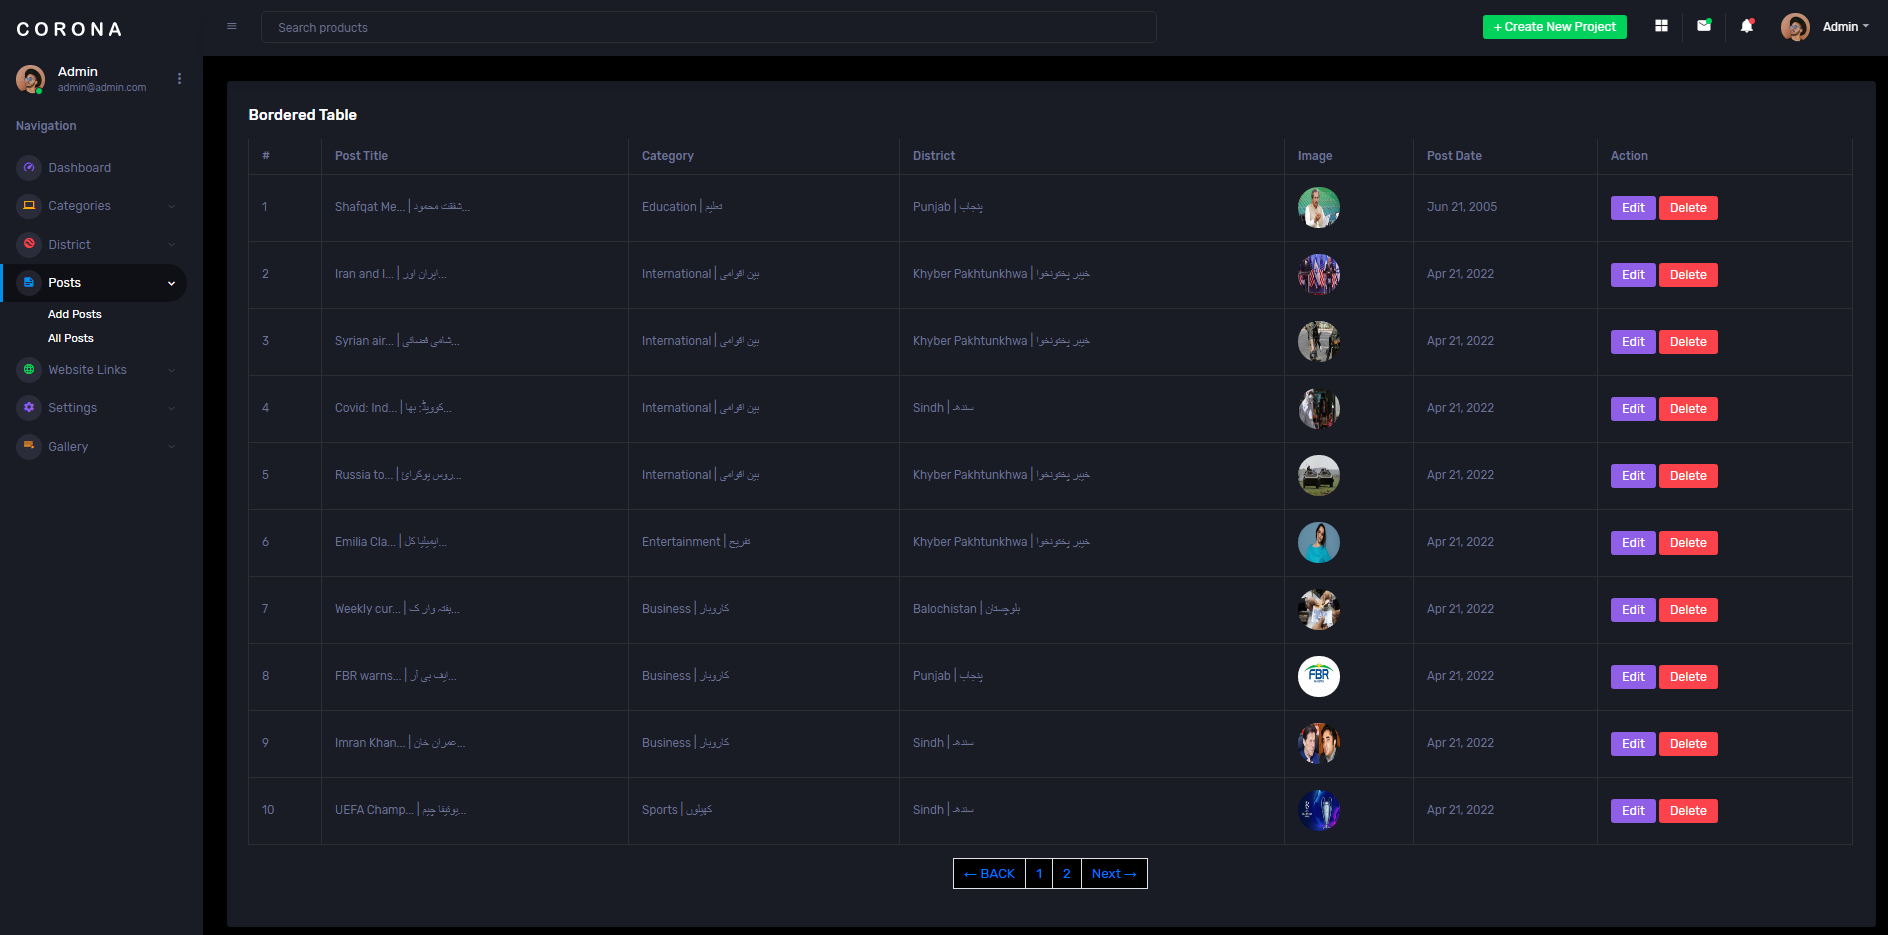 CORONA
Search products
+ Create New Project
Admin
Admin
admin@admin.com
Navigation
Dashboard
Categories
District
Posts
Add Posts
All Posts
Website Links
Settings
Gallery
Bordered Table
# Post Title Category District Image Post Date Action
1 Shafqat Me... | شفقت محمود... Education | تعلیم Punjab | پنجاب Jun 21, 2005 Edit Delete
2 Iran and I... | ایران اور... International | بین اقوامی Khyber Pakhtunkhwa | خیبر پختونخوا Apr 21, 2022 Edit Delete
3 Syrian air... | شامی فضائی... International | بین اقوامی Khyber Pakhtunkhwa | خیبر پختونخوا Apr 21, 2022 Edit Delete
4 Covid: Ind... | کوویڈ: بھا... International | بین اقوامی Sindh | سندھ Apr 21, 2022 Edit Delete
5 Russia to... | روس یوکرائ... International | بین اقوامی Khyber Pakhtunkhwa | خیبر پختونخوا Apr 21, 2022 Edit Delete
6 Emilia Cla... | ایمیلیا کل... Entertainment | تفریح Khyber Pakhtunkhwa | خیبر پختونخوا Apr 21, 2022 Edit Delete
7 Weekly cur... | ہفتہ وار ک... Business | کاروبار Balochistan | بلوچستان Apr 21, 2022 Edit Delete
8 FBR warns... | ایف بی آر... Business | کاروبار Punjab | پنجاب FBR Apr 21, 2022 Edit Delete
9 Imran Khan... | عمران خان... Business | کاروبار Sindh | سندھ Apr 21, 2022 Edit Delete
10 UEFA Champ... | یوئیفا چیم... Sports | کھیلوں Sindh | سندھ Apr 21, 2022 Edit Delete
← BACK 1 2 Next →